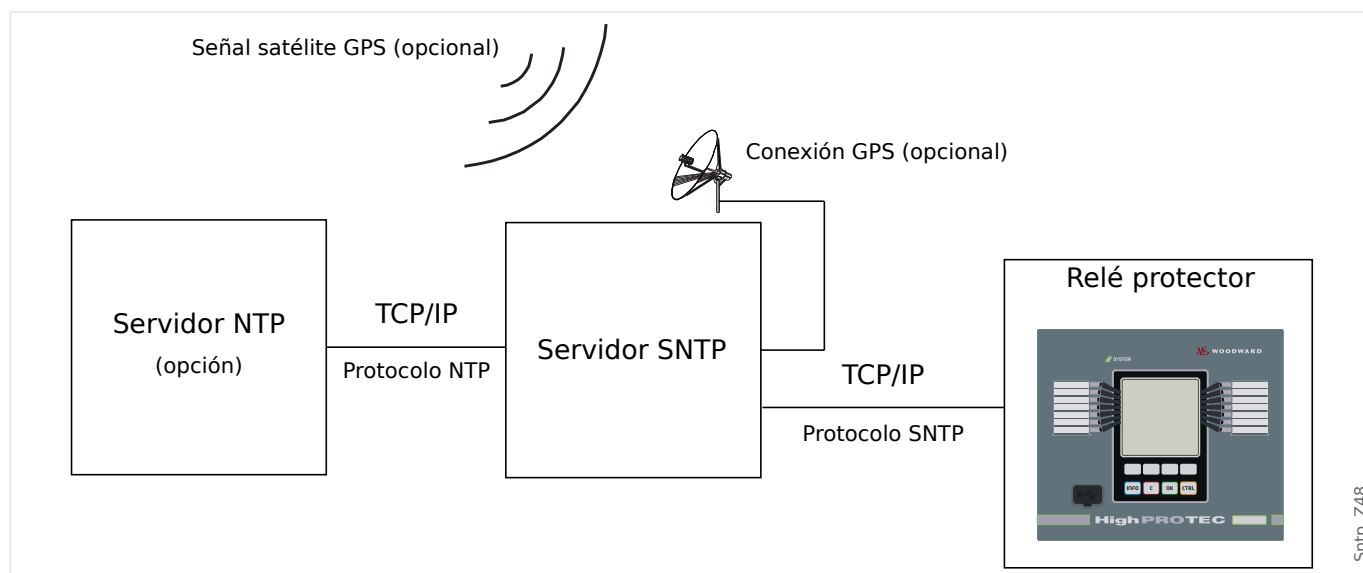 Señal satélite GPS (opcional)
Conexión GPS (opcional)
Servidor NTP
(opción)
TCP/IP
Protocolo NTP
Servidor SNTP
TCP/IP
Protocolo SNTP
Relé protector
SYSTEM
WOODWARD
INFO
C
OK
CTRL
HighPROTEC
Sntp_Z48